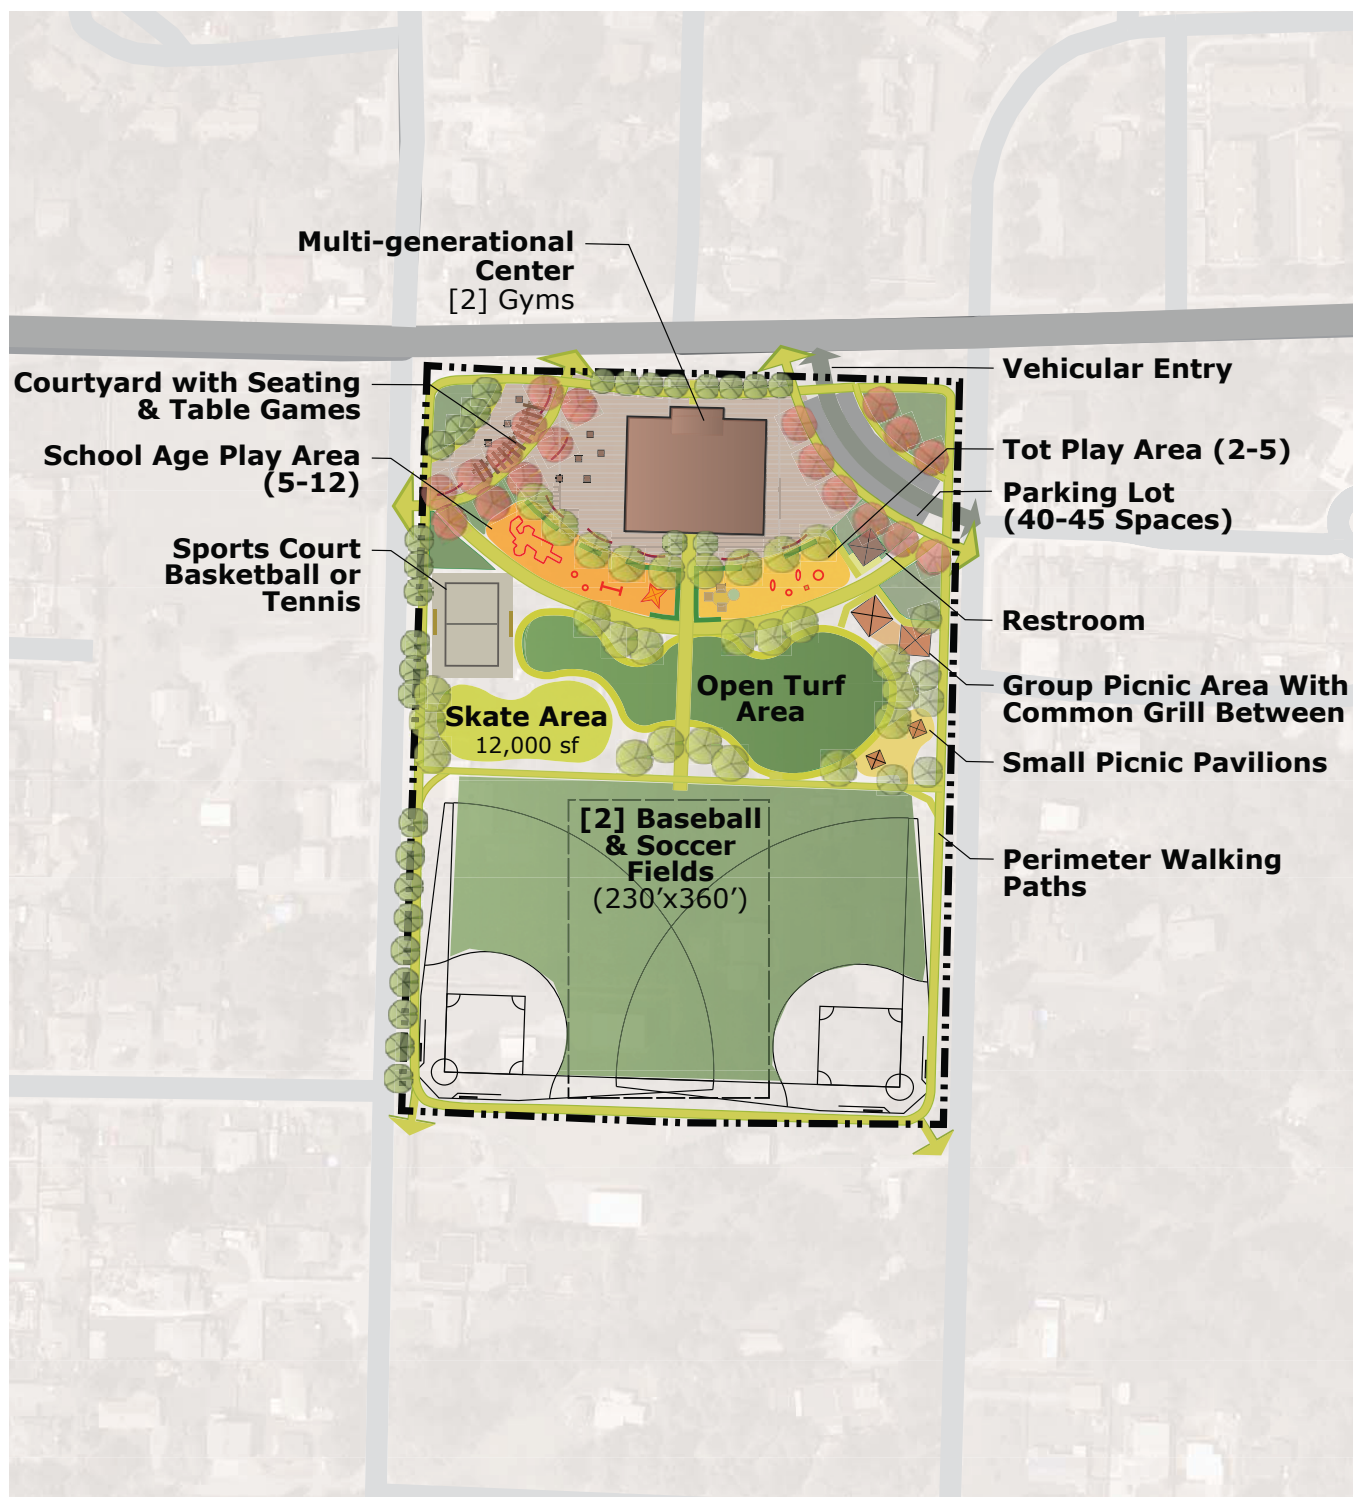 Multi-generational
Center
[2] Gyms
Courtyard with Seating
& Table Games
School Age Play Area
(5-12)
Sports Court
Basketball or
Tennis
Vehicular Entry
Tot Play Area (2-5)
Parking Lot
(40-45 Spaces)
Restroom
Group Picnic Area With
Common Grill Between
Small Picnic Pavilions
Perimeter Walking
Paths
Open Turf
Area
Skate Area
12,000 sf
[2] Baseball
& Soccer
Fields
(230’x360’)